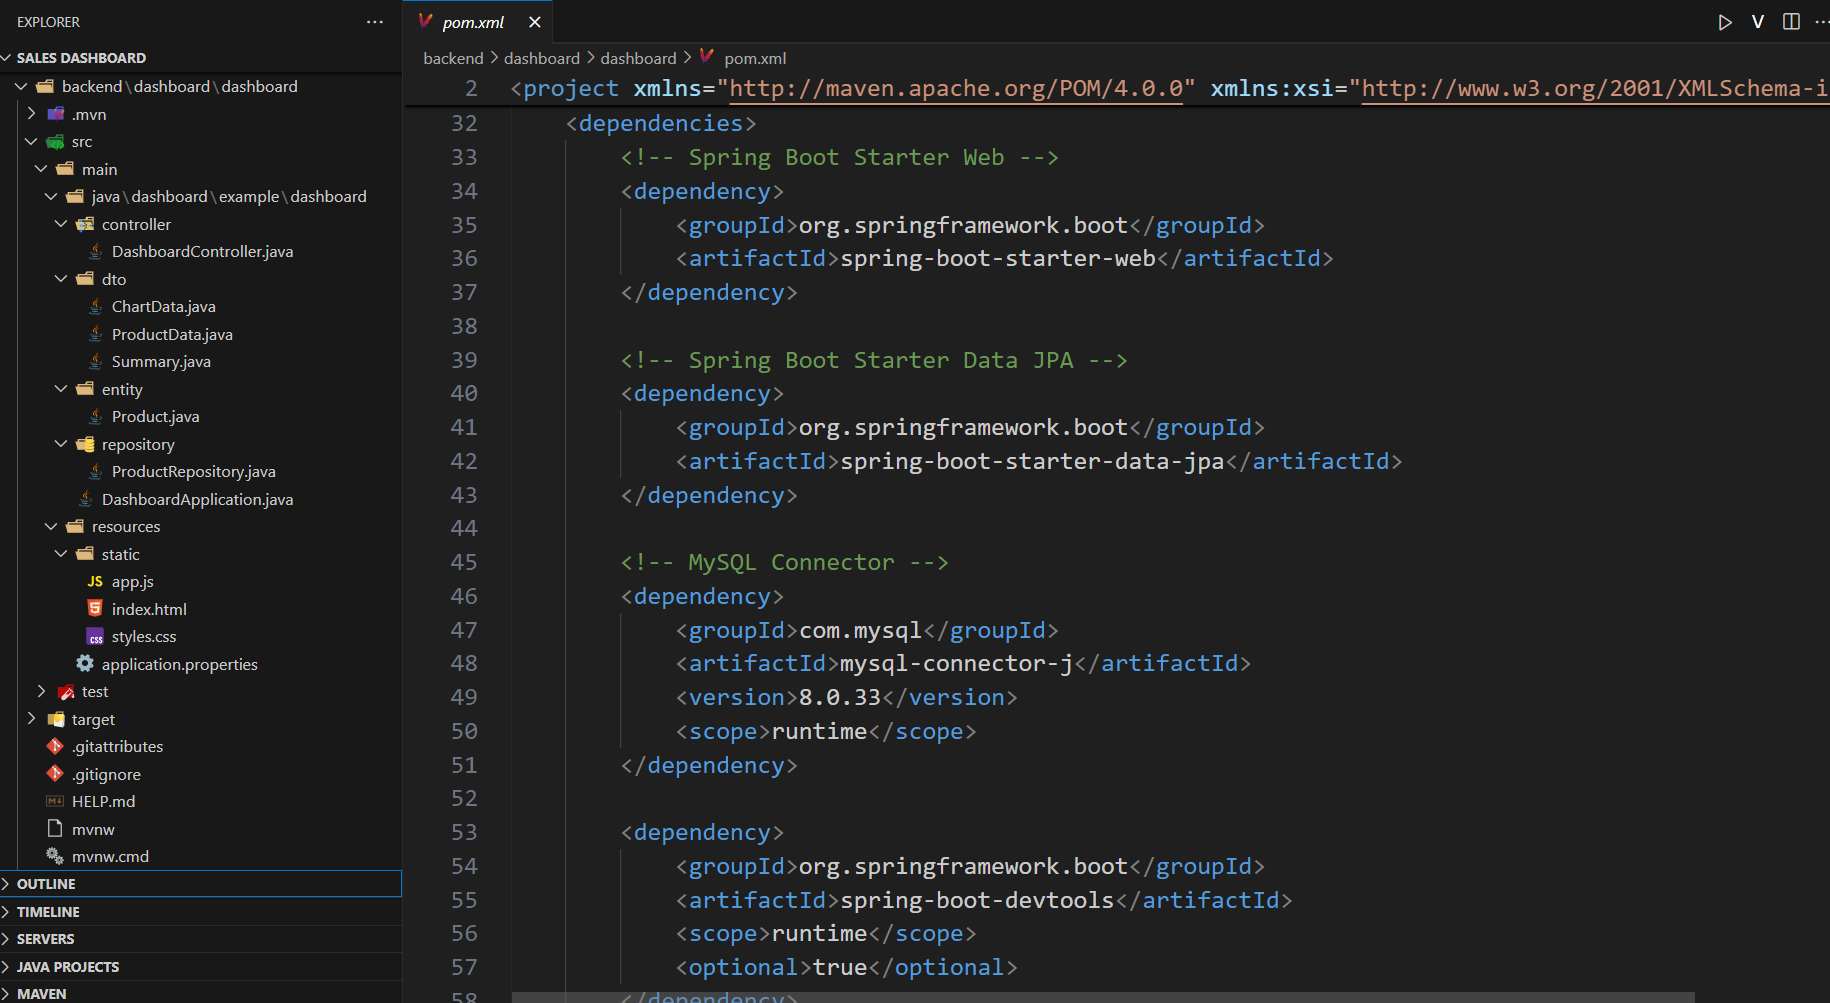 EXPLORER
SALES DASHBOARD
backend\dashboard\dashboard
.mvn
src
main
java\dashboard\example\dashboard
controller
DashboardController.java
dto
ChartData.java
ProductData.java
Summary.java
entity
Product.java
repository
ProductRepository.java
DashboardApplication.java
resources
static
JS app.js
index.html
css styles.css
application.properties
test
target
.gitattributes
.gitignore
HELP.md
mvnw
mvnw.cmd
OUTLINE
TIMELINE
SERVERS
JAVA PROJECTS
MAVEN
pom.xml
V
backend > dashboard > dashboard > pom.xml
2 <project xmlns="http://maven.apache.org/POM/4.0.0" xmlns:xsi="http://www.w3.org/2001/XMLSchema-i
32 <dependencies>
33 <!-- Spring Boot Starter Web -->
34 <dependency>
35 <groupId>org.springframework.boot</groupId>
36 <artifactId>spring-boot-starter-web</artifactId>
37 </dependency>
38
39 <!-- Spring Boot Starter Data JPA -->
40 <dependency>
41 <groupId>org.springframework.boot</groupId>
42 <artifactId>spring-boot-starter-data-jpa</artifactId>
43 </dependency>
44
45 <!-- MySQL Connector -->
46 <dependency>
47 <groupId>com.mysql</groupId>
48 <artifactId>mysql-connector-j</artifactId>
49 <version>8.0.33</version>
50 <scope>runtime</scope>
51 </dependency>
52
53 <dependency>
54 <groupId>org.springframework.boot</groupId>
55 <artifactId>spring-boot-devtools</artifactId>
56 <scope>runtime</scope>
57 <optional>true</optional>
58 </dependency>